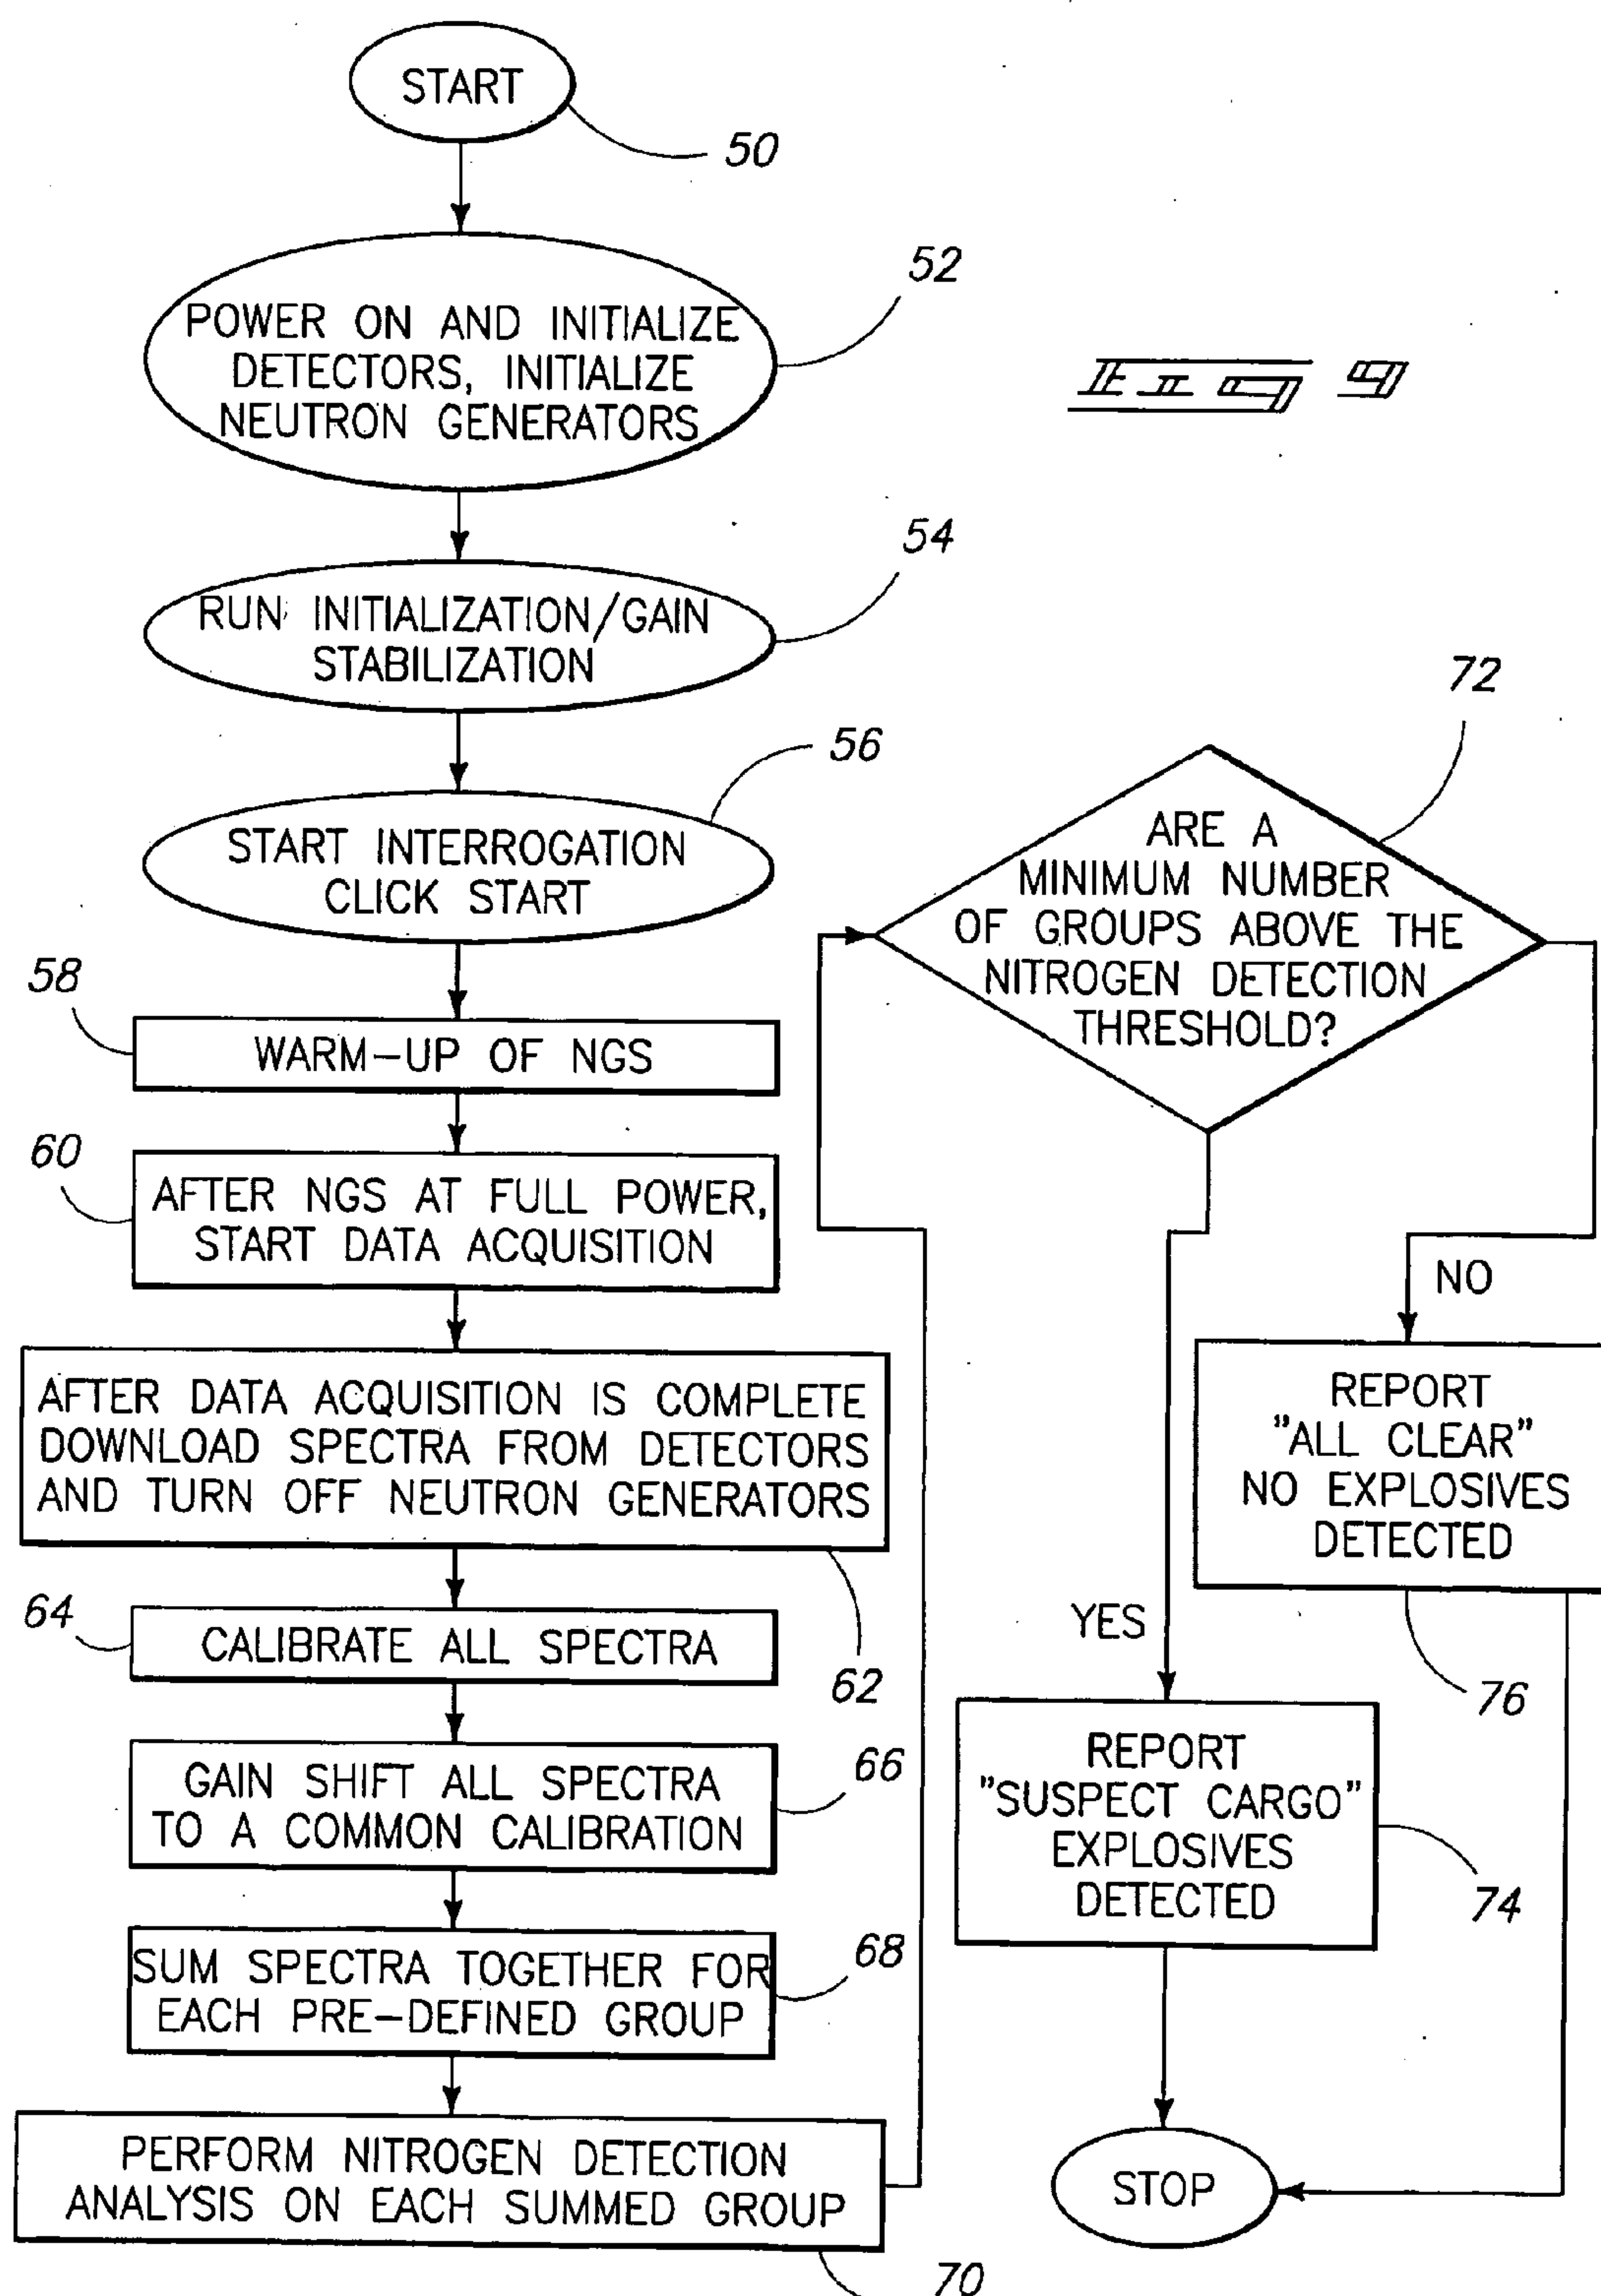 START
50
POWER ON AND INITIALIZE
DETECTORS, INITIALIZE
NEUTRON GENERATORS
52
FIG 9
RUN INITIALIZATION/GAIN
STABILIZATION
54
START INTERROGATION
CLICK START
56
58
WARM-UP OF NGS
60
AFTER NGS AT FULL POWER,
START DATA ACQUISITION
AFTER DATA ACQUISITION IS COMPLETE
DOWNLOAD SPECTRA FROM DETECTORS
AND TURN OFF NEUTRON GENERATORS
62
64
CALIBRATE ALL SPECTRA
GAIN SHIFT ALL SPECTRA
TO A COMMON CALIBRATION
66
SUM SPECTRA TOGETHER FOR
EACH PRE-DEFINED GROUP
68
PERFORM NITROGEN DETECTION
ANALYSIS ON EACH SUMMED GROUP
70
72
ARE A
MINIMUM NUMBER
OF GROUPS ABOVE THE
NITROGEN DETECTION
THRESHOLD?
NO
REPORT
"ALL CLEAR"
NO EXPLOSIVES
DETECTED
76
YES
REPORT
"SUSPECT CARGO"
EXPLOSIVES
DETECTED
74
STOP